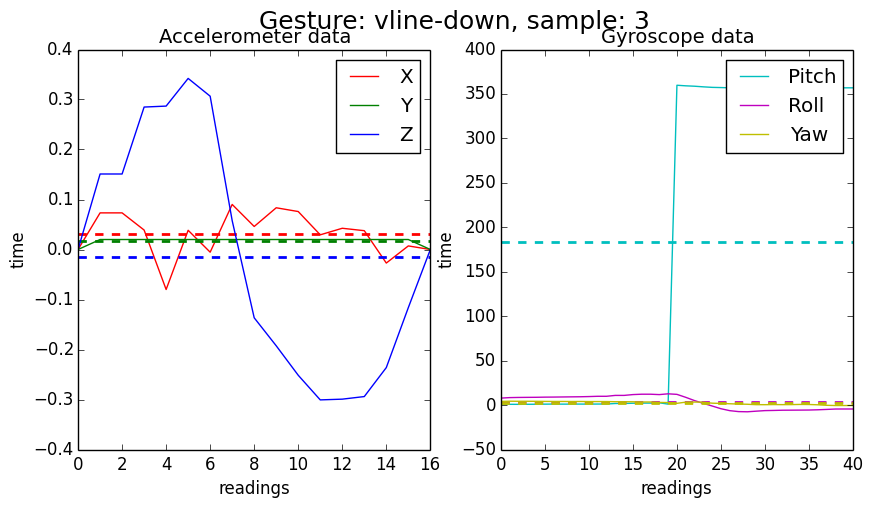 Gesture: vline-down, sample: 3
Accelerometer data
0.4
0.3
0.2
0.1
0.0
−0.1
−0.2
−0.3
−0.4
time
0 2 4 6 8 10 12 14 16
readings
X
Y
Z
Gyroscope data
400
350
300
250
200
150
100
50
0
−50
time
0 5 10 15 20 25 30 35 40
readings
Pitch
Roll
Yaw